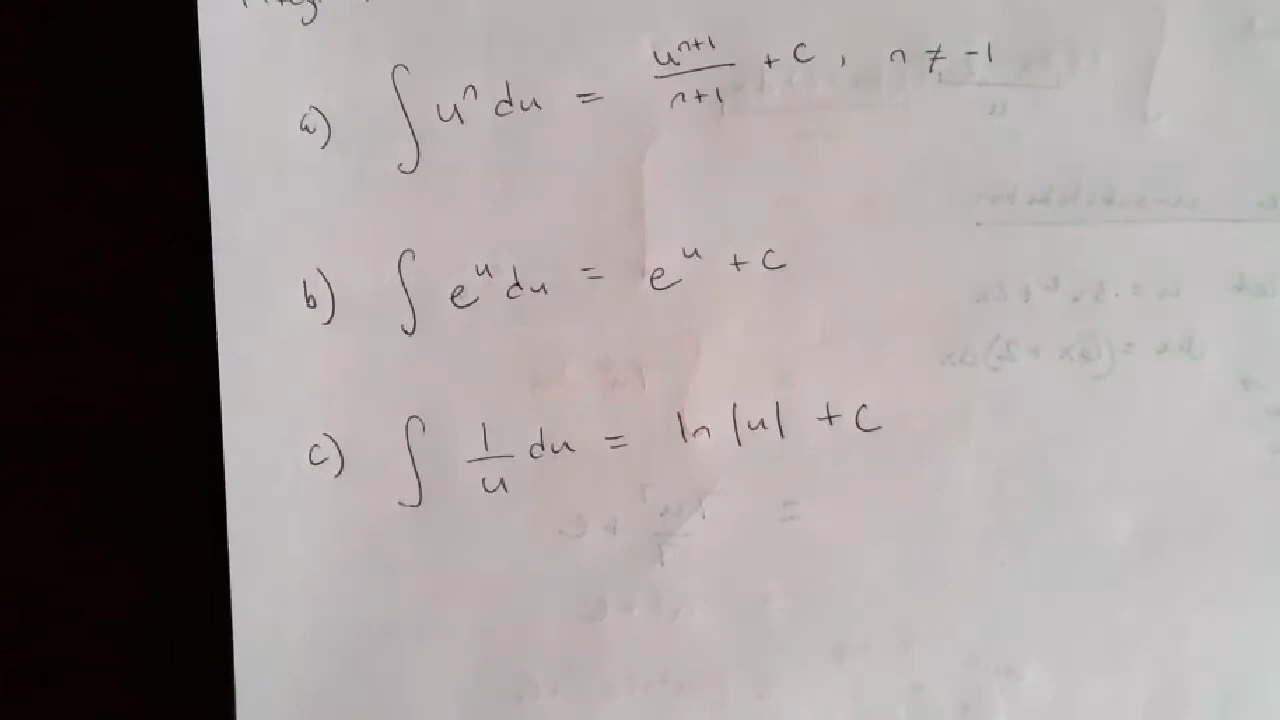 a) ∫ uⁿ du = uⁿ⁺¹/n+1 + C, n ≠ -1
b) ∫ eᵘ du = eᵘ + C
c) ∫ 1/u du = ln |u| + C